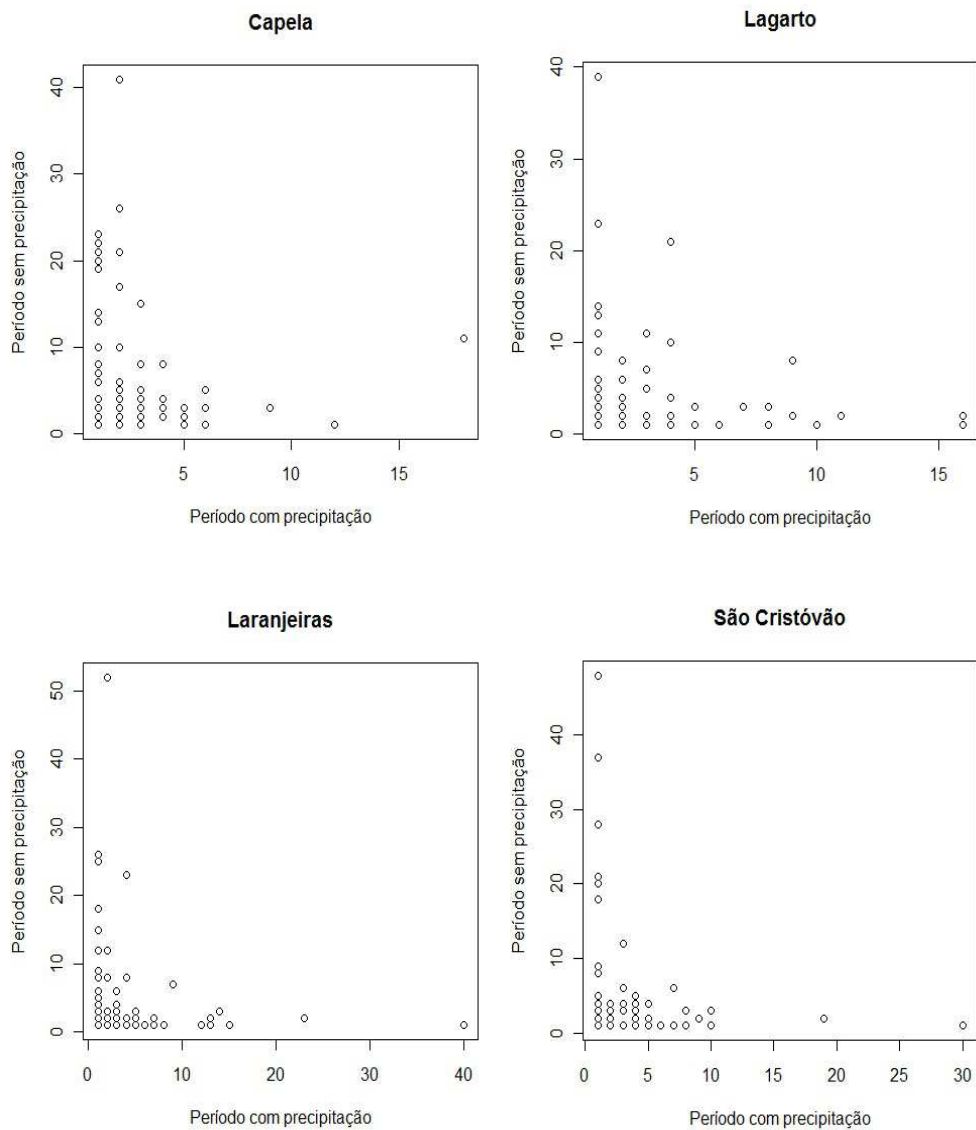 Capela
Período sem precipitação
40
30
20
10
0
5 10 15
Período com precipitação
Lagarto
Período sem precipitação
40
30
20
10
0
5 10 15
Período com precipitação
Laranjeiras
Período sem precipitação
50
40
30
20
10
0
0 10 20 30 40
Período com precipitação
São Cristóvão
Período sem precipitação
40
30
20
10
0
0 5 10 15 20 25 30
Período com precipitação